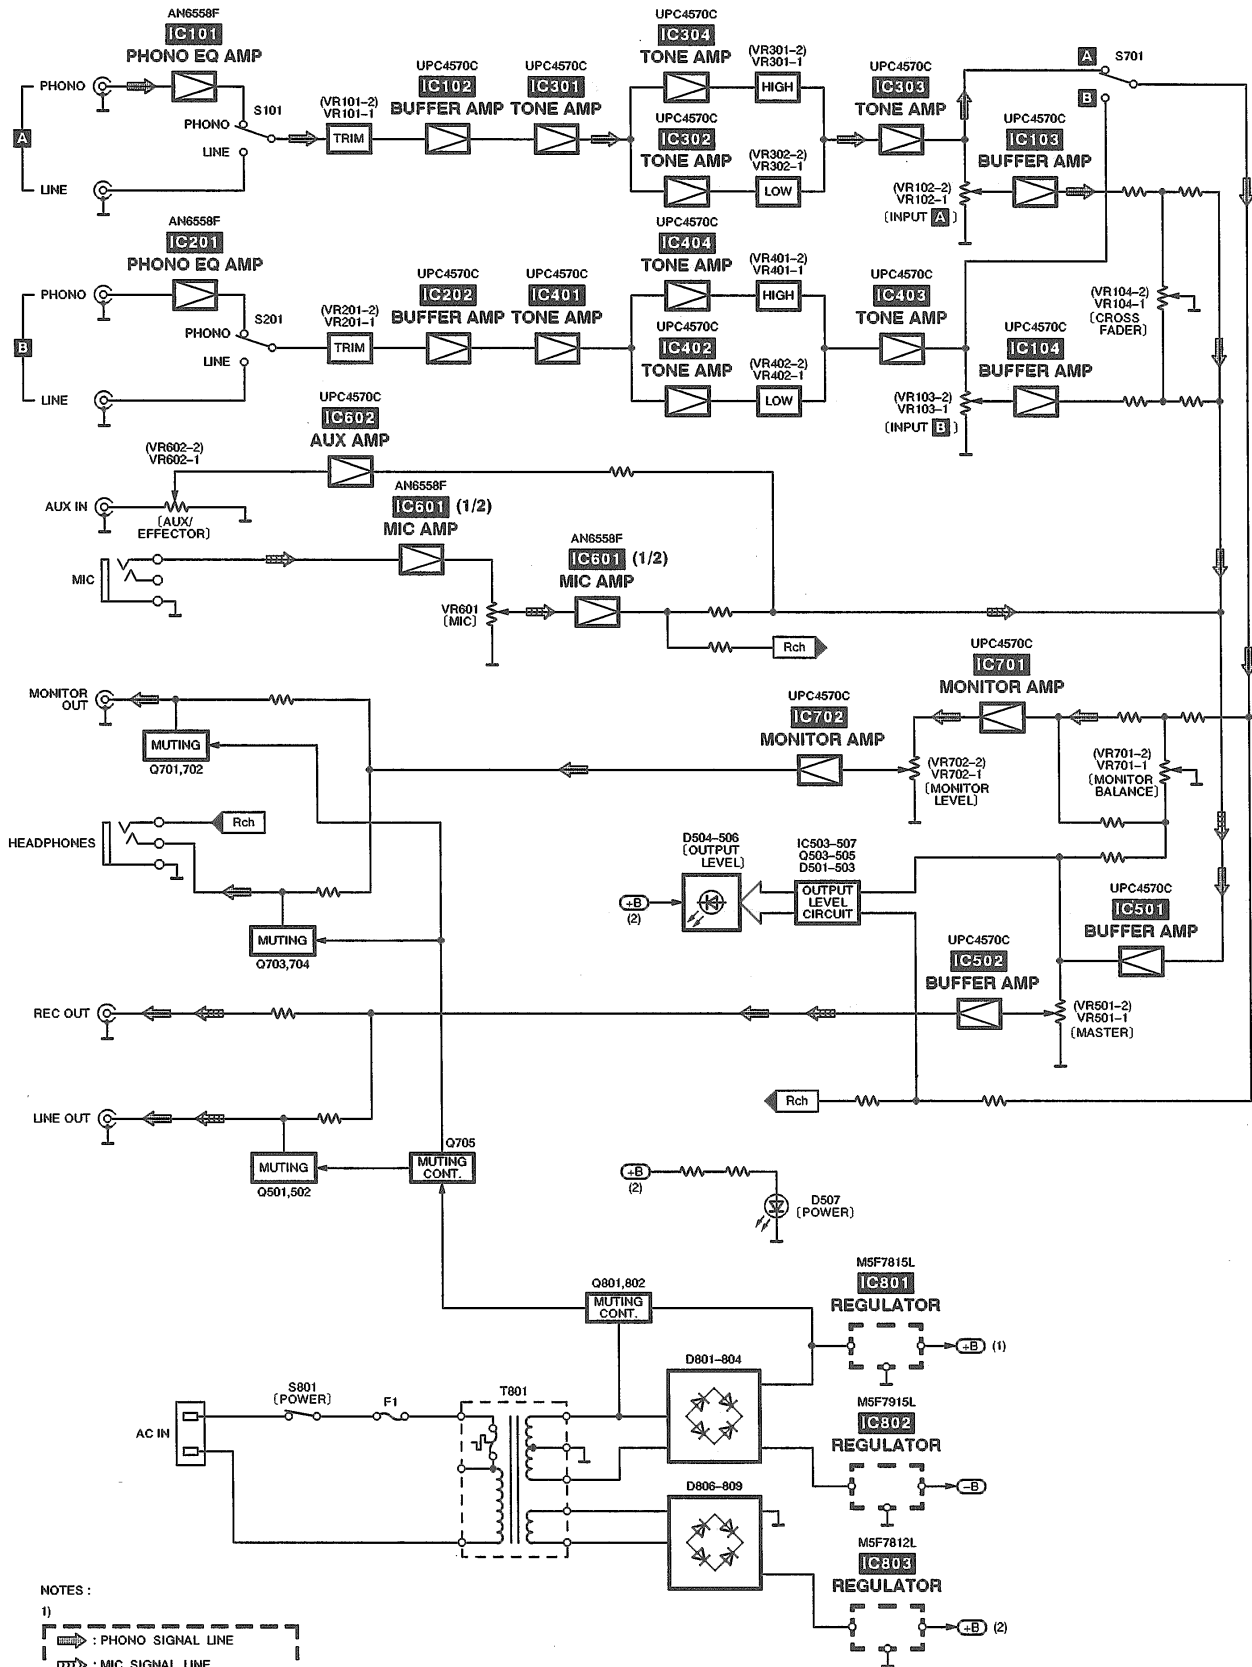 AN6558F
IC101
PHONO EQ AMP
PHONO
A
LINE
S101
PHONO
LINE
(VR101-2)
VR101-1
TRIM
UPC4570C
IC102
BUFFER AMP
UPC4570C
IC301
TONE AMP
UPC4570C
IC304
TONE AMP
(VR301-2)
VR301-1
HIGH
UPC4570C
IC302
TONE AMP
(VR302-2)
VR302-1
LOW
UPC4570C
IC303
TONE AMP
A
S701
B
UPC4570C
IC103
BUFFER AMP
(VR102-2)
VR102-1
(INPUT A)
AN6558F
IC201
PHONO EQ AMP
PHONO
B
LINE
S201
PHONO
LINE
(VR201-2)
VR201-1
TRIM
UPC4570C
IC202
BUFFER AMP
UPC4570C
IC401
TONE AMP
UPC4570C
IC404
TONE AMP
(VR401-2)
VR401-1
HIGH
UPC4570C
IC402
TONE AMP
(VR402-2)
VR402-1
LOW
UPC4570C
IC403
TONE AMP
UPC4570C
IC104
BUFFER AMP
(VR103-2)
VR103-1
(INPUT B)
(VR104-2)
VR104-1
(CROSS
FADER)
UPC4570C
IC602
AUX AMP
(VR602-2)
VR602-1
AUX IN
(AUX/
EFFECTOR)
AN6558F
IC601 (1/2)
MIC AMP
MIC
VR601
(MIC)
AN6558F
IC601 (1/2)
MIC AMP
Rch
MONITOR
OUT
MUTING
Q701,702
UPC4570C
IC702
MONITOR AMP
UPC4570C
IC701
MONITOR AMP
(VR702-2)
VR702-1
(MONITOR
LEVEL)
(VR701-2)
VR701-1
(MONITOR
BALANCE)
HEADPHONES
Rch
MUTING
Q703,704
D504-506
(OUTPUT
LEVEL)
+B
(2)
IC503-507
Q503-505
D501-503
OUTPUT
LEVEL
CIRCUIT
UPC4570C
IC501
BUFFER AMP
UPC4570C
IC502
BUFFER AMP
(VR501-2)
VR501-1
(MASTER)
REC OUT
Rch
LINE OUT
MUTING
Q501,502
Q705
MUTING
CONT.
+B
(2)
D507
(POWER)
Q801,802
MUTING
CONT.
M5F7815L
IC801
REGULATOR
+B (1)
D801-804
S801
(POWER)
F1
T801
AC IN
M5F7915L
IC802
REGULATOR
-B
D806-809
M5F7812L
IC803
REGULATOR
+B (2)
NOTES :
1)
: PHONO SIGNAL LINE
: MIC SIGNAL LINE